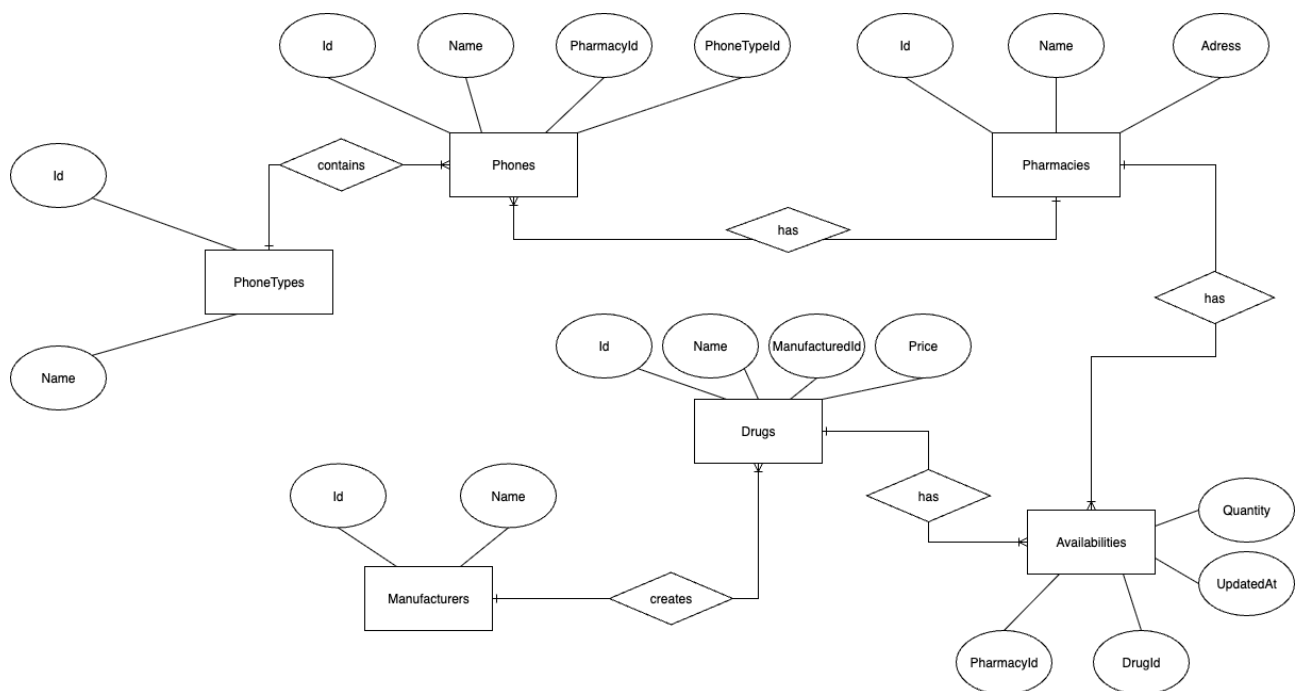 Id
Name
PharmacyId
PhoneTypeId
Id
Name
Adress
contains
Phones
Pharmacies
Id
has
PhoneTypes
has
Id
Name
ManufacturedId
Price
Name
Drugs
Id
Name
has
Quantity
Availabilities
UpdatedAt
Manufacturers
creates
PharmacyId
DrugId